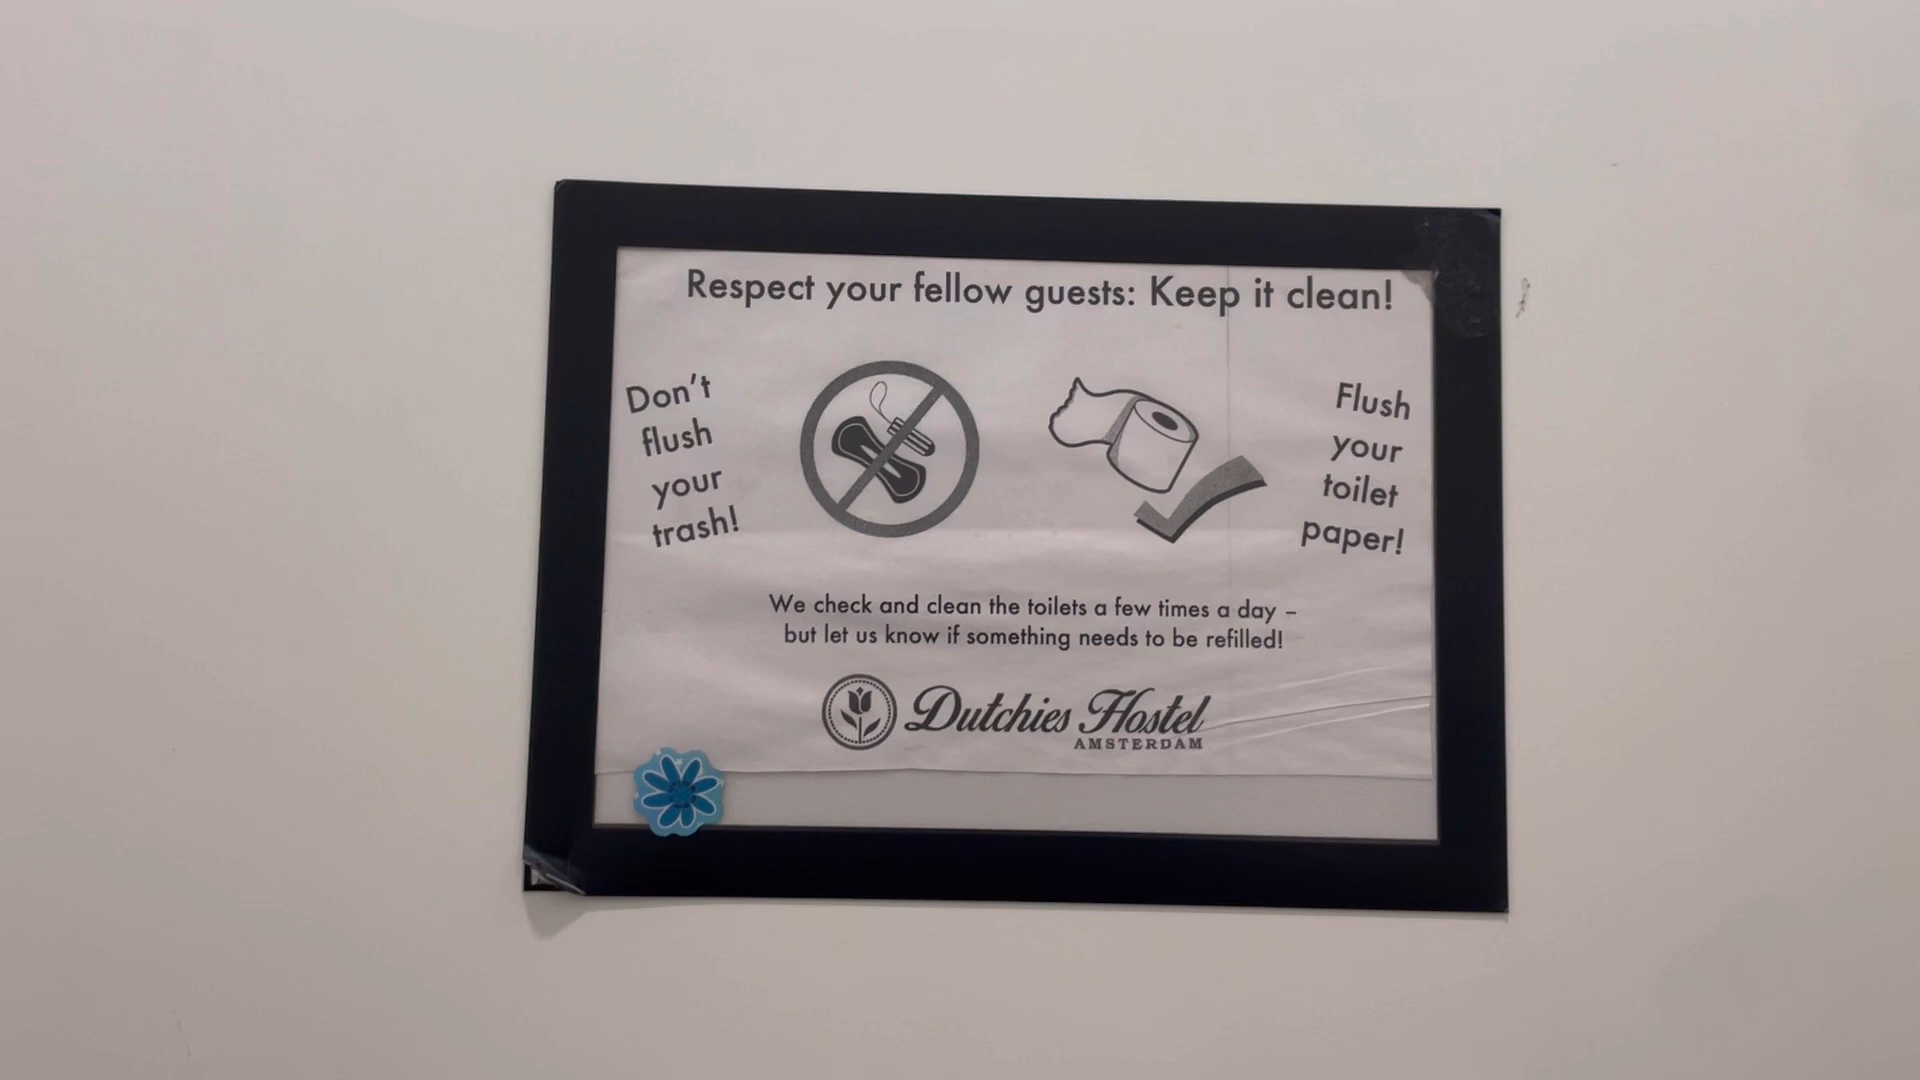 Respect your fellow guests: Keep it clean!
Don't
flush
your
trash!
Flush
your
toilet
paper!
We check and clean the toilets a few times a day –
but let us know if something needs to be refilled!
Dutchies Hostel
AMSTERDAM